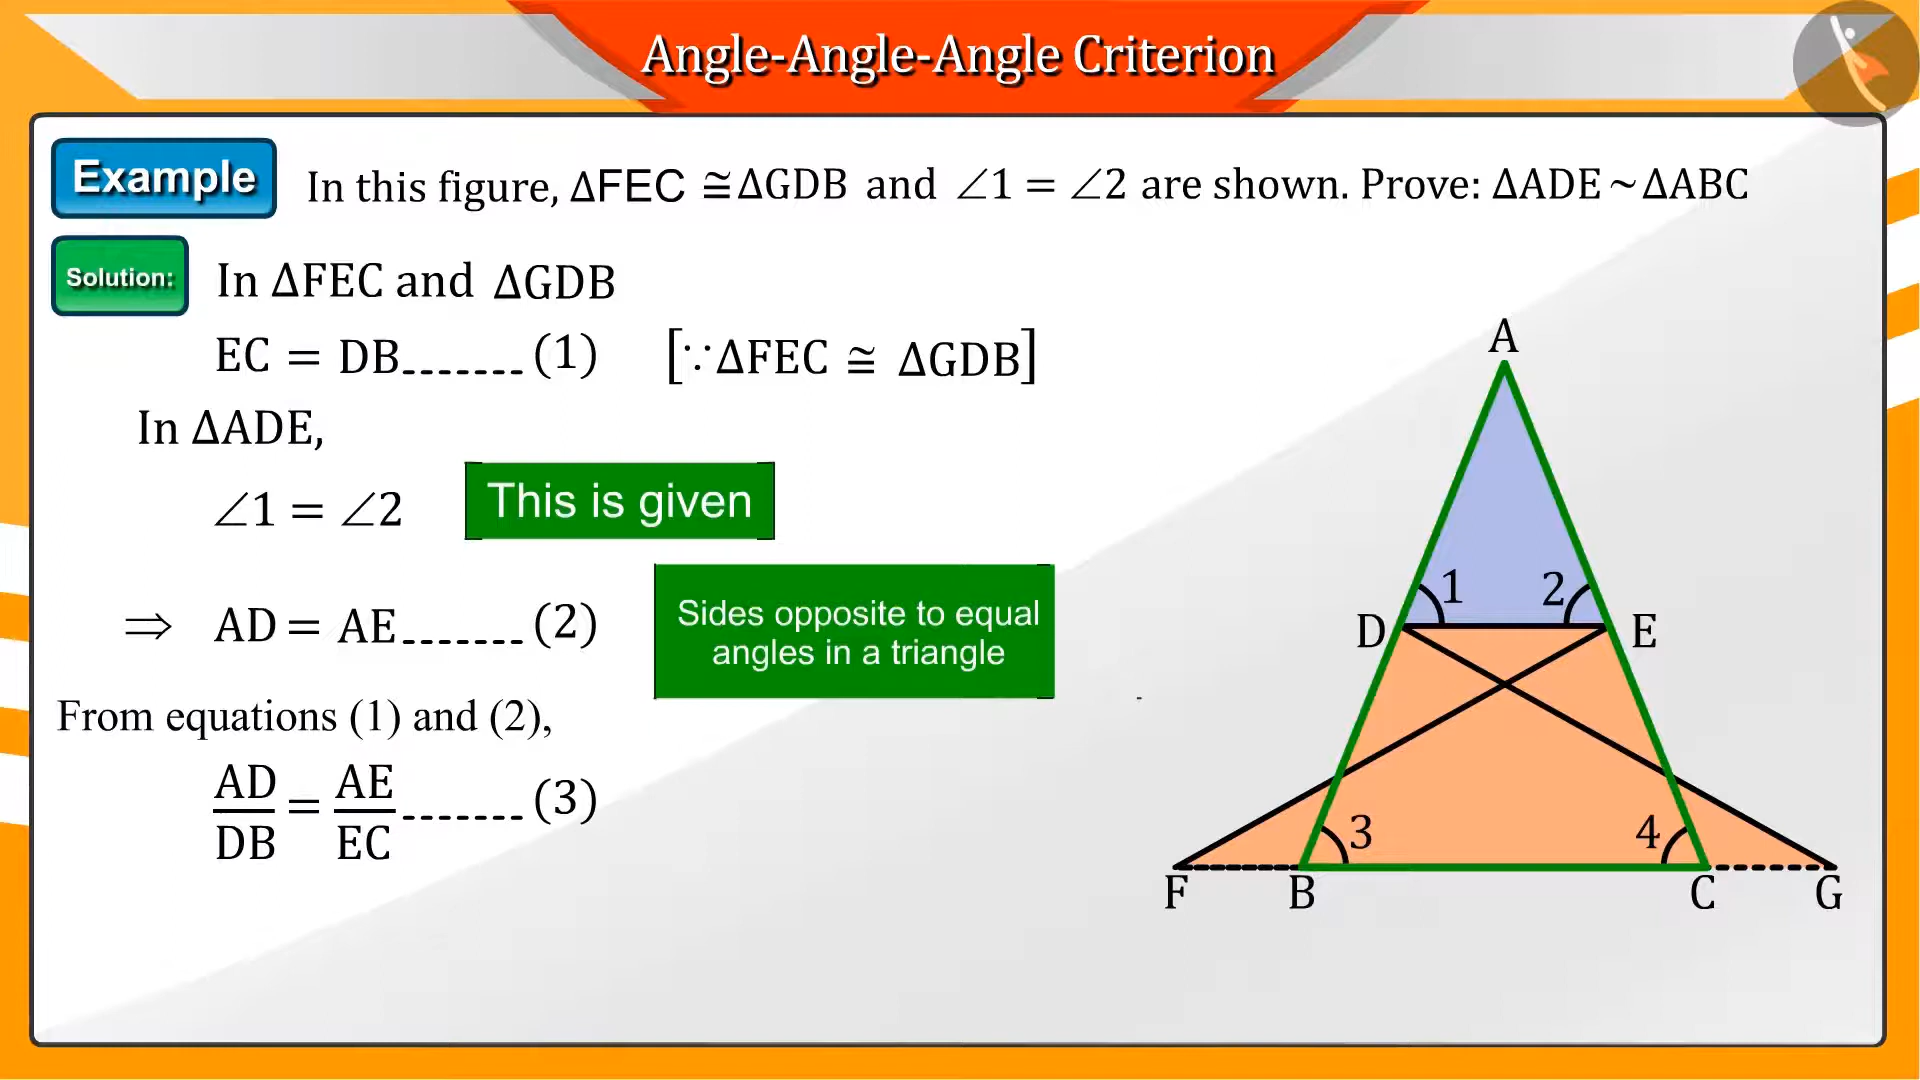 Angle-Angle-Angle Criterion
Example In this figure, ΔFEC ≅ ΔGDB and ∠1 = ∠2 are shown. Prove: ΔADE ~ ΔABC
Solution: In ΔFEC and ΔGDB
EC = DB....... (1) [∵ ΔFEC ≅ ΔGDB]
In ΔADE,
∠1 = ∠2 This is given
⇒ AD = AE....... (2)
Sides opposite to equal
angles in a triangle
From equations (1) and (2),
AD/DB = AE/EC....... (3)
A
1 2
D E
3 4
F B C G